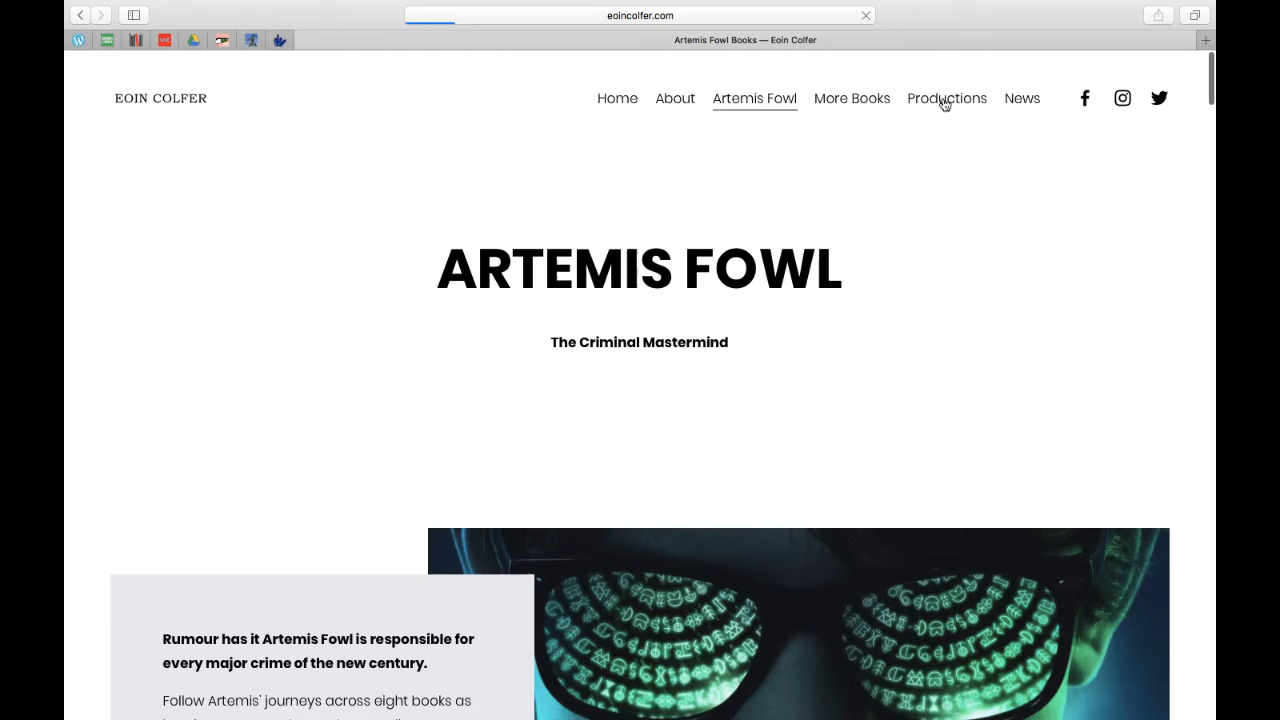 eoincolfer.com
Artemis Fowl Books — Eoin Colfer
EOIN COLFER
Home About Artemis Fowl More Books Productions News
ARTEMIS FOWL
The Criminal Mastermind
Rumour has it Artemis Fowl is responsible for
every major crime of the new century.
Follow Artemis' journeys across eight books as